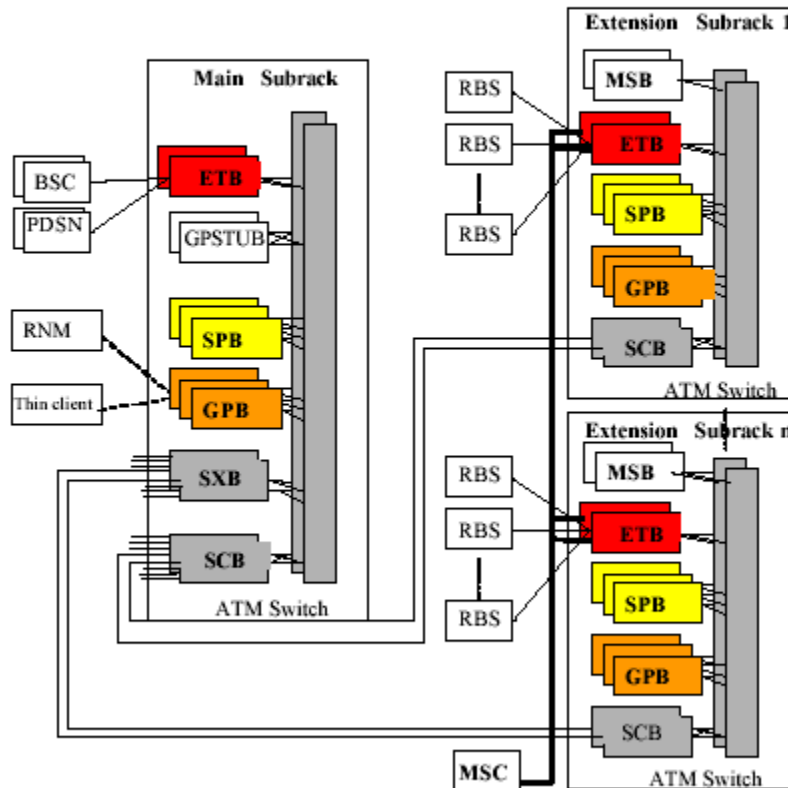 Extension Subrack 1
Main Subrack
MSB
RBS
ETB
RBS
BSC
ETB
PDSN
SPB
GPSTUB
RBS
GPB
RNM
SPB
SCB
Thin client
GPB
ATM Switch
Extension Subrack n
SXB
MSB
RBS
ETB
RBS
SCB
SPB
ATM Switch
RBS
GPB
SCB
MSC
ATM Switch